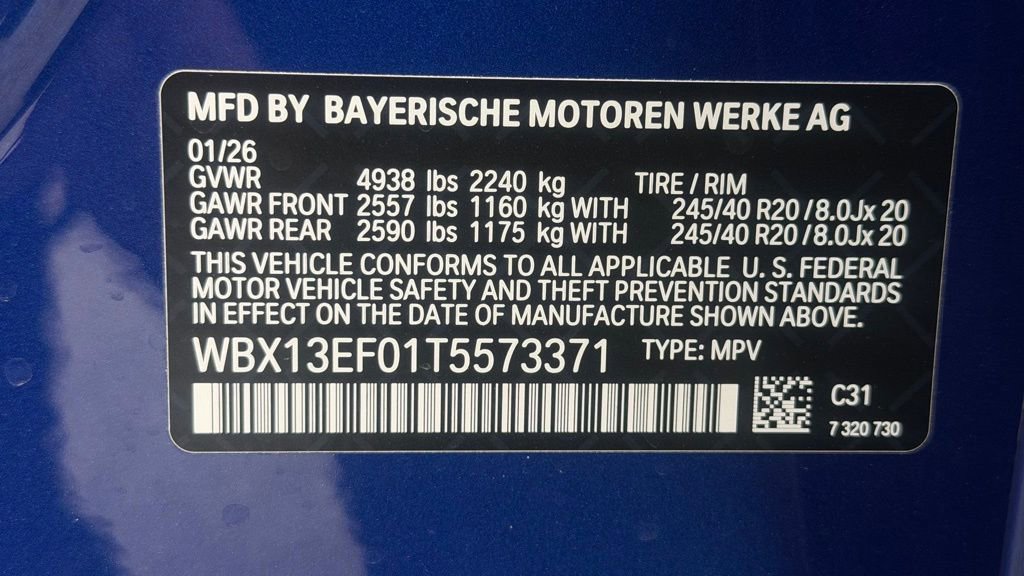 MFD BY BAYERISCHE MOTOREN WERKE AG
01/26
GVWR 4938 lbs 2240 kg TIRE / RIM
GAWR FRONT 2557 lbs 1160 kg WITH 245/40 R20 / 8.0Jx 20
GAWR REAR 2590 lbs 1175 kg WITH 245/40 R20 / 8.0Jx 20
THIS VEHICLE CONFORMS TO ALL APPLICABLE U. S. FEDERAL
MOTOR VEHICLE SAFETY AND THEFT PREVENTION STANDARDS
IN EFFECT ON THE DATE OF MANUFACTURE SHOWN ABOVE.
WBX13EF01T5573371 TYPE: MPV
C31
7 320 730